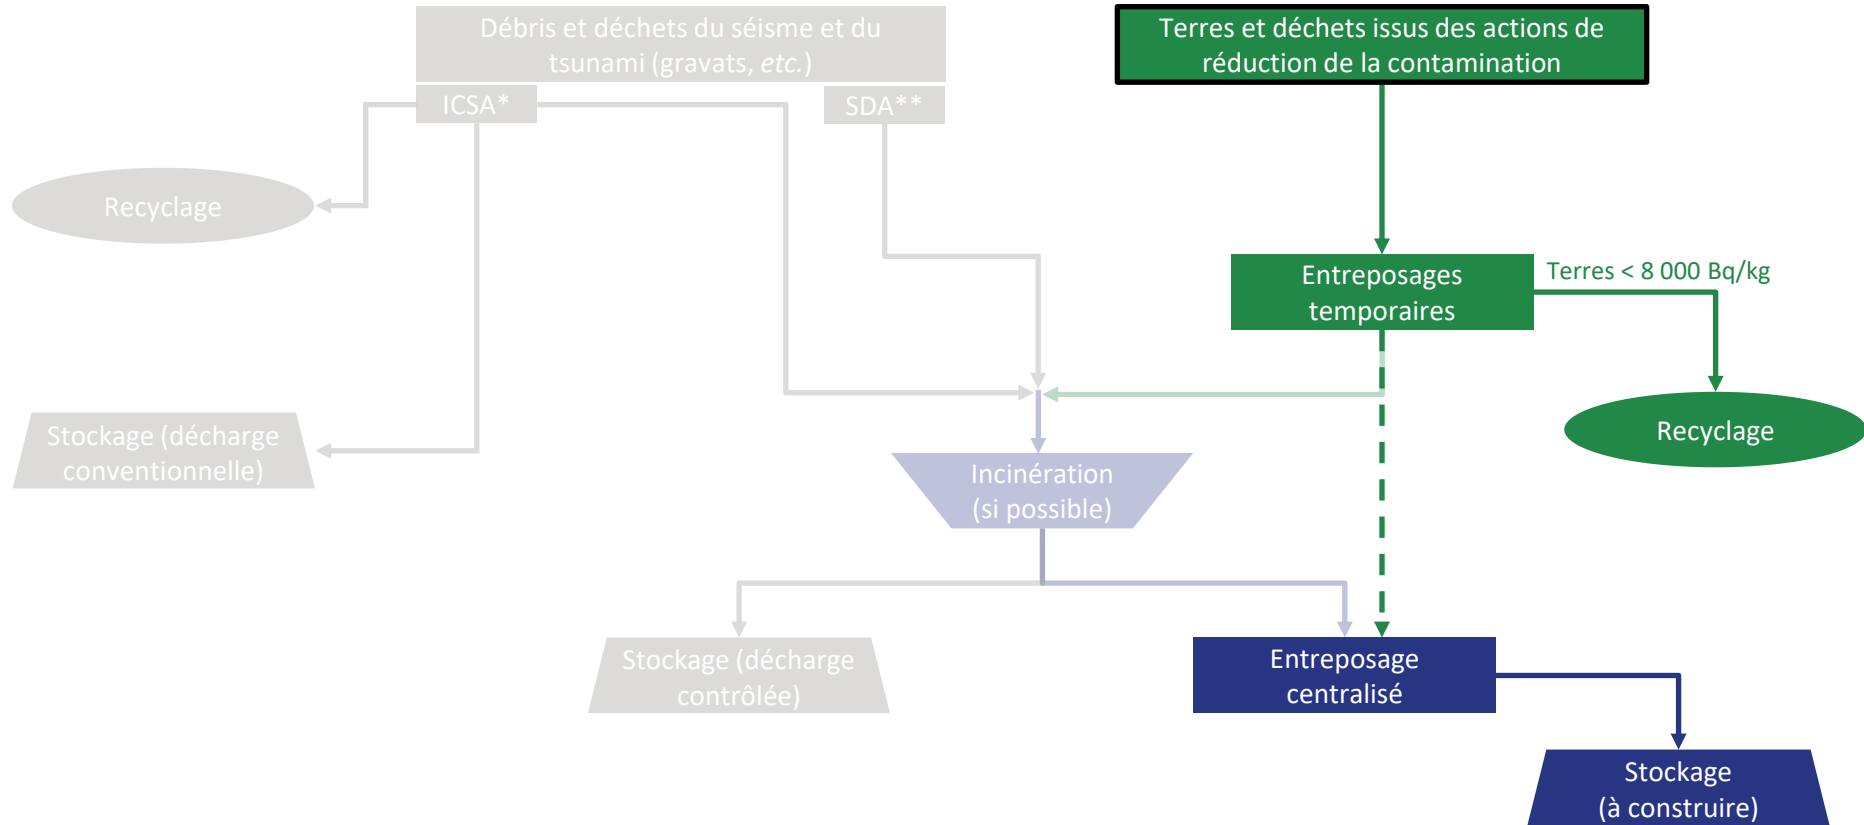 Débris et déchets du séisme et du
tsunami (gravats, etc.)
Terres et déchets issus des actions de
réduction de la contamination
ICSA*
SDA**
Recyclage
Entreposages
temporaires
Terres < 8 000 Bq/kg
Recyclage
Stockage (décharge
conventionnelle)
Incinération
(si possible)
Stockage (décharge
contrôlée)
Entreposage
centralisé
Stockage
(à construire)